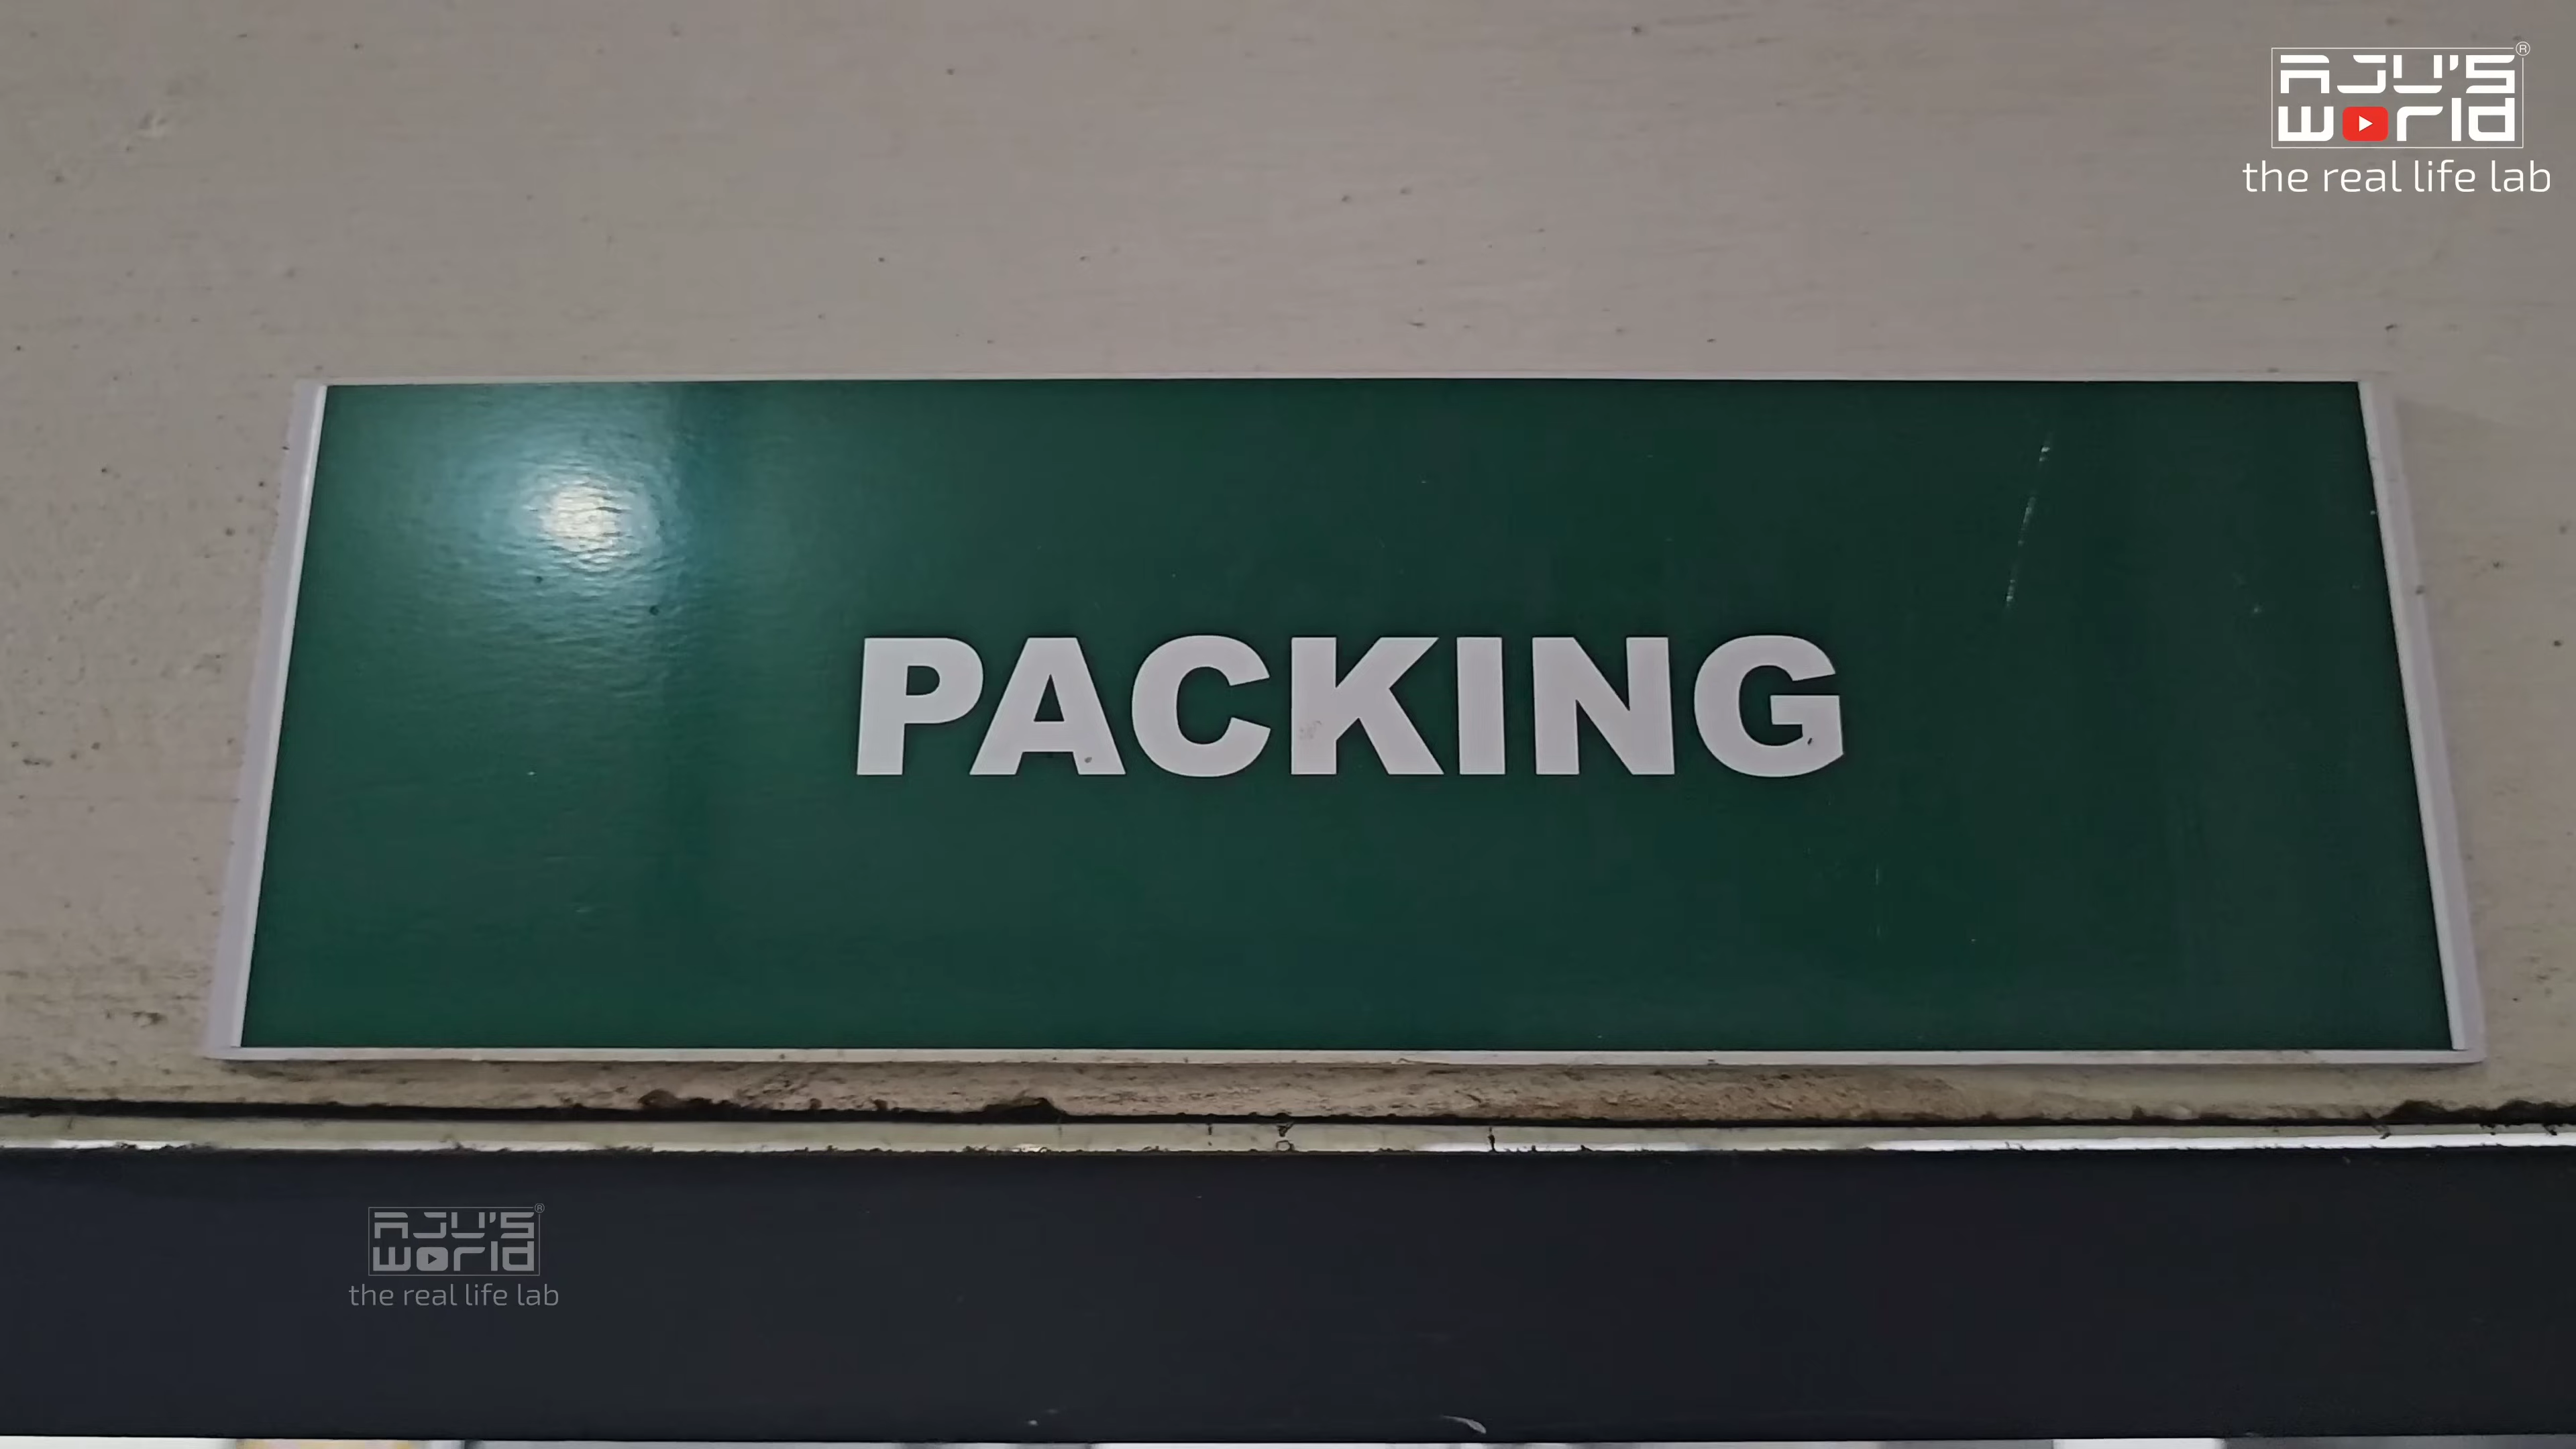 AJU'S
world
the real life lab
PACKING
AJU'S
world
the real life lab